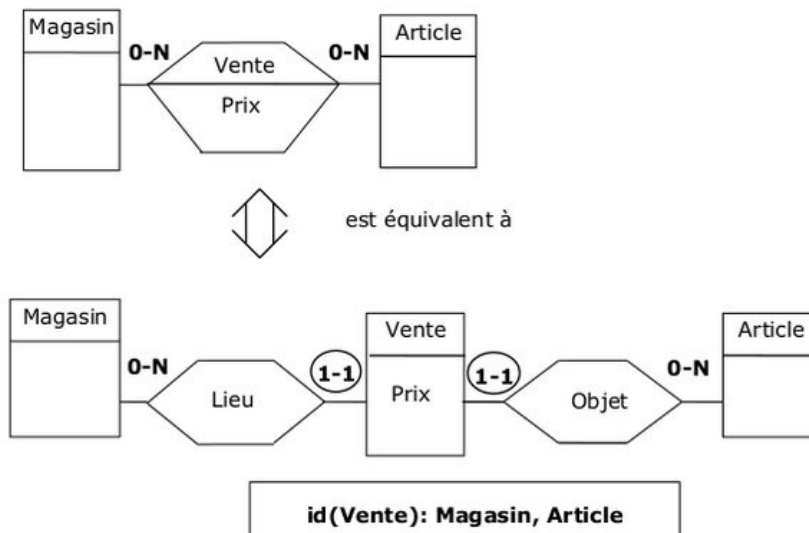 Magasin
Article
0-N
0-N
Vente
Prix
est équivalent à
Magasin
Vente
Article
0-N
1-1
1-1
0-N
Lieu
Prix
Objet
id(Vente): Magasin, Article